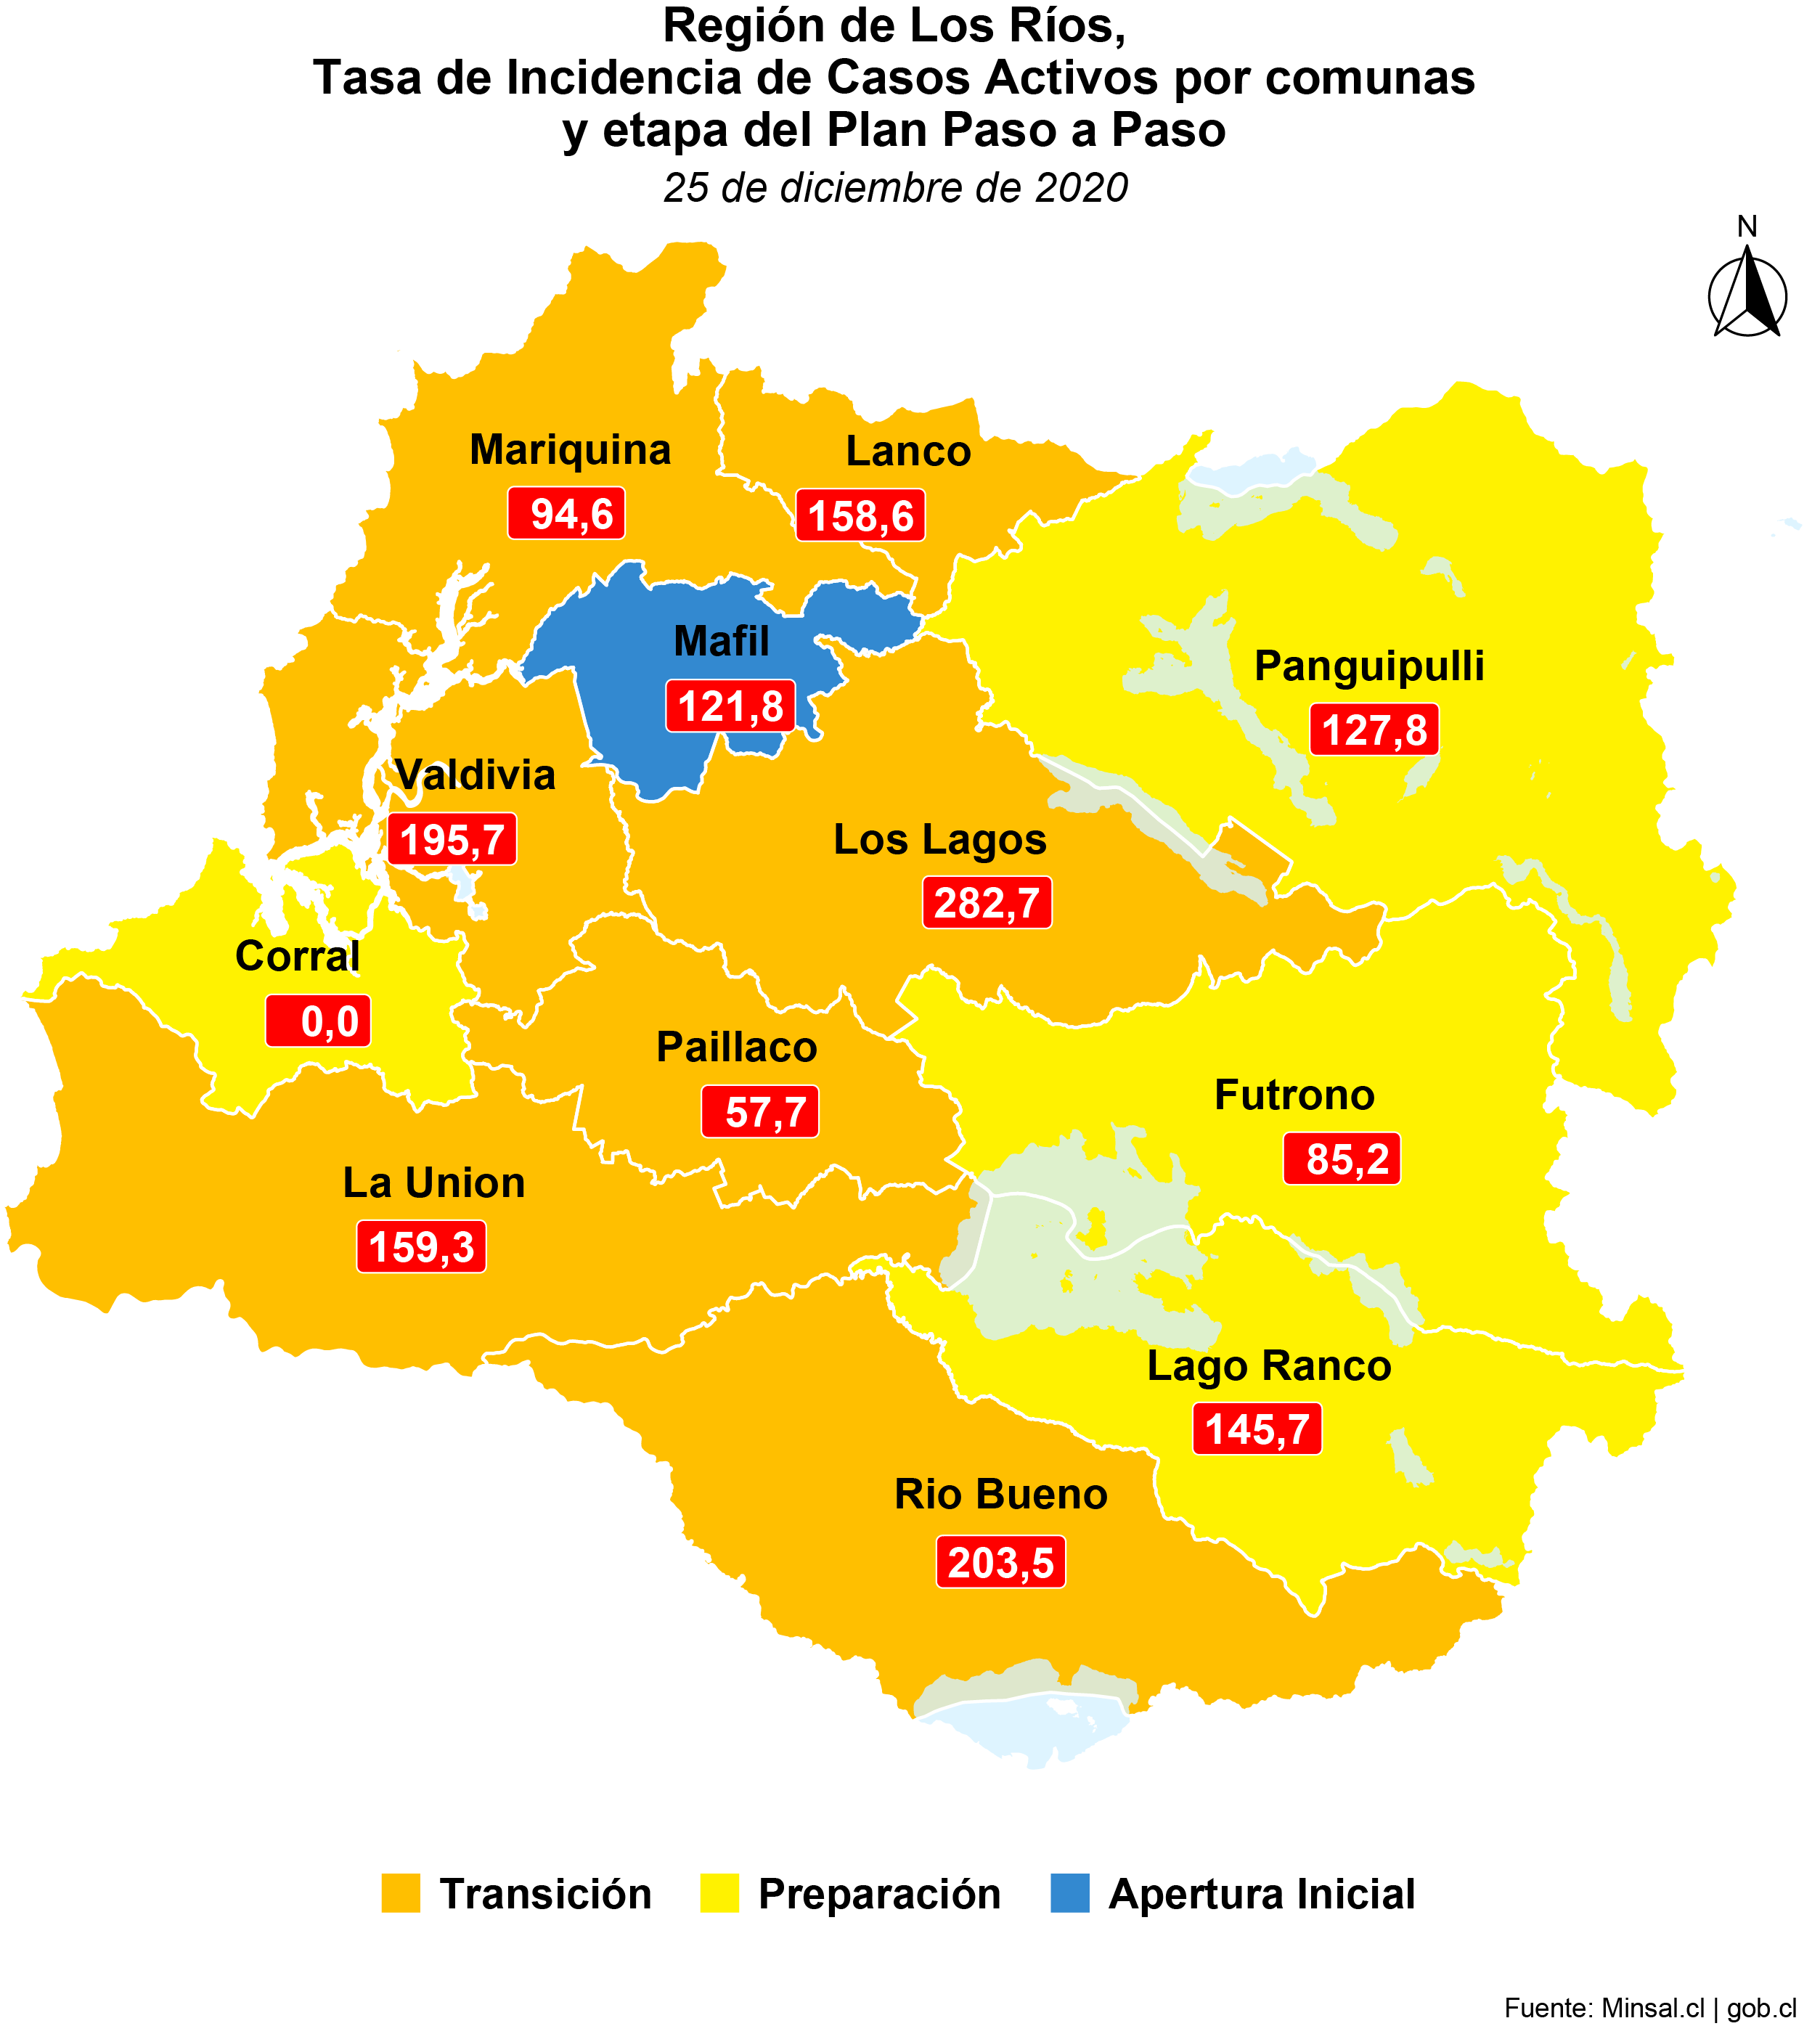 Región de Los Ríos,
Tasa de Incidencia de Casos Activos por comunas
y etapa del Plan Paso a Paso
25 de diciembre de 2020
N
Mariquina
94,6
Lanco
158,6
Mafil
121,8
Panguipulli
127,8
Valdivia
195,7
Los Lagos
282,7
Corral
0,0
Paillaco
57,7
Futrono
85,2
La Union
159,3
Lago Ranco
145,7
Rio Bueno
203,5
Transición
Preparación
Apertura Inicial
Fuente: Minsal.cl | gob.cl